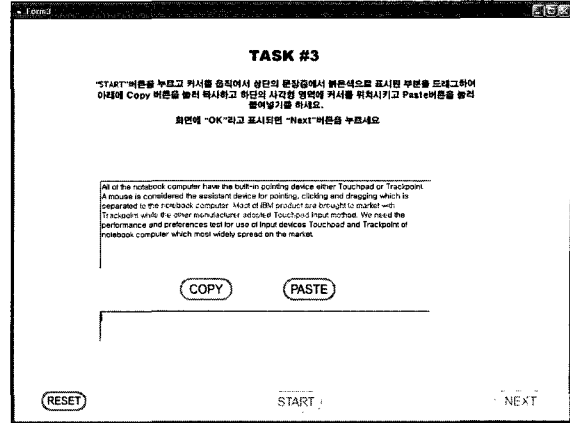 Form3
TASK #3
"START"버튼을 누르고 커서를 움직여서 상단의 문장중에서 붉은색으로 표시된 부분을 드래그하여
아래에 Copy 버튼을 눌러 복사하고 하단의 사각형 영역에 커서를 위치시키고 Paste버튼을 눌러
붙여넣기를 하세요.
화면에 "OK"라고 표시되면 "Next"버튼을 누르세요
All of the notebook computer have the built-in pointing device either Touchpad or Trackpoint.
A mouse is considered the assistant device for pointing, clicking and dragging which is
separated to the notebook computer. Most of IBM product are brought to market with
Trackpoint while the other manufacturer adopted Touchpad input method. We need the
performance and preferences test for use of input devices Touchpad and Trackpoint of
notebook computer which most widely spread on the market.
COPY PASTE
RESET START NEXT